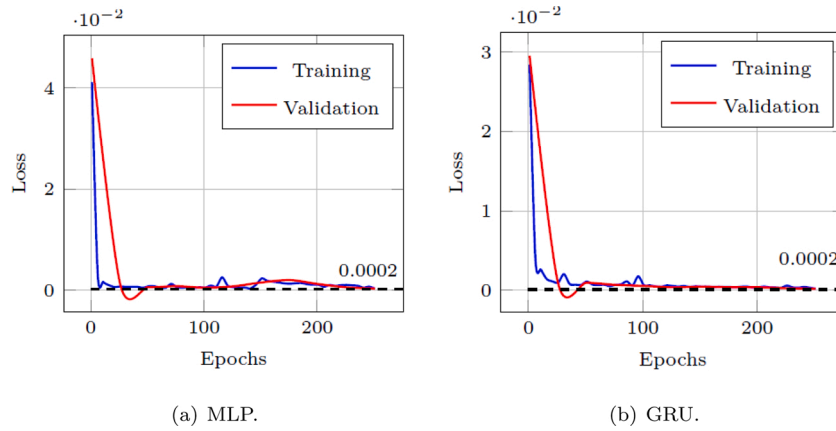 ·10⁻²
4
2
0
Loss
Training
Validation
0.0002
0
100
200
Epochs
(a) MLP.
·10⁻²
3
2
1
0
Loss
Training
Validation
0.0002
0
100
200
Epochs
(b) GRU.